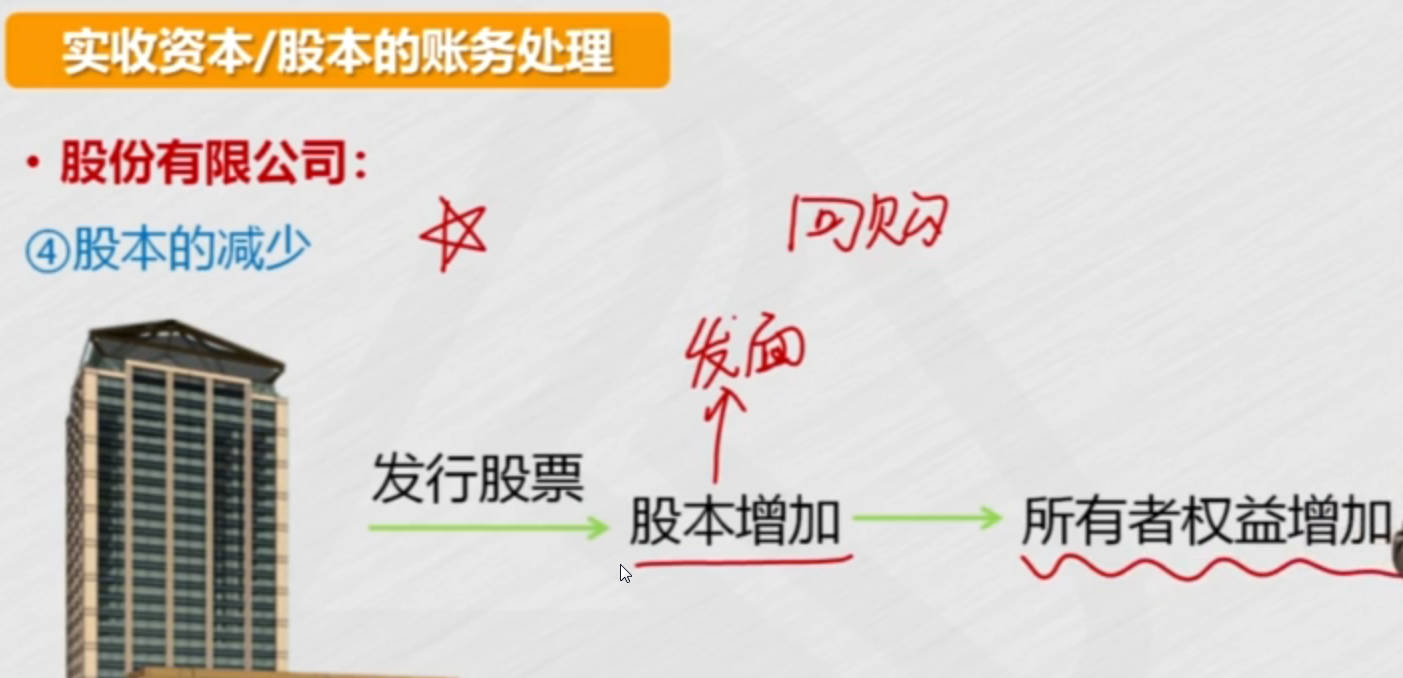 实收资本/股本的账务处理
• 股份有限公司：
④股本的减少
回购
发面
发行股票
股本增加
所有者权益增加